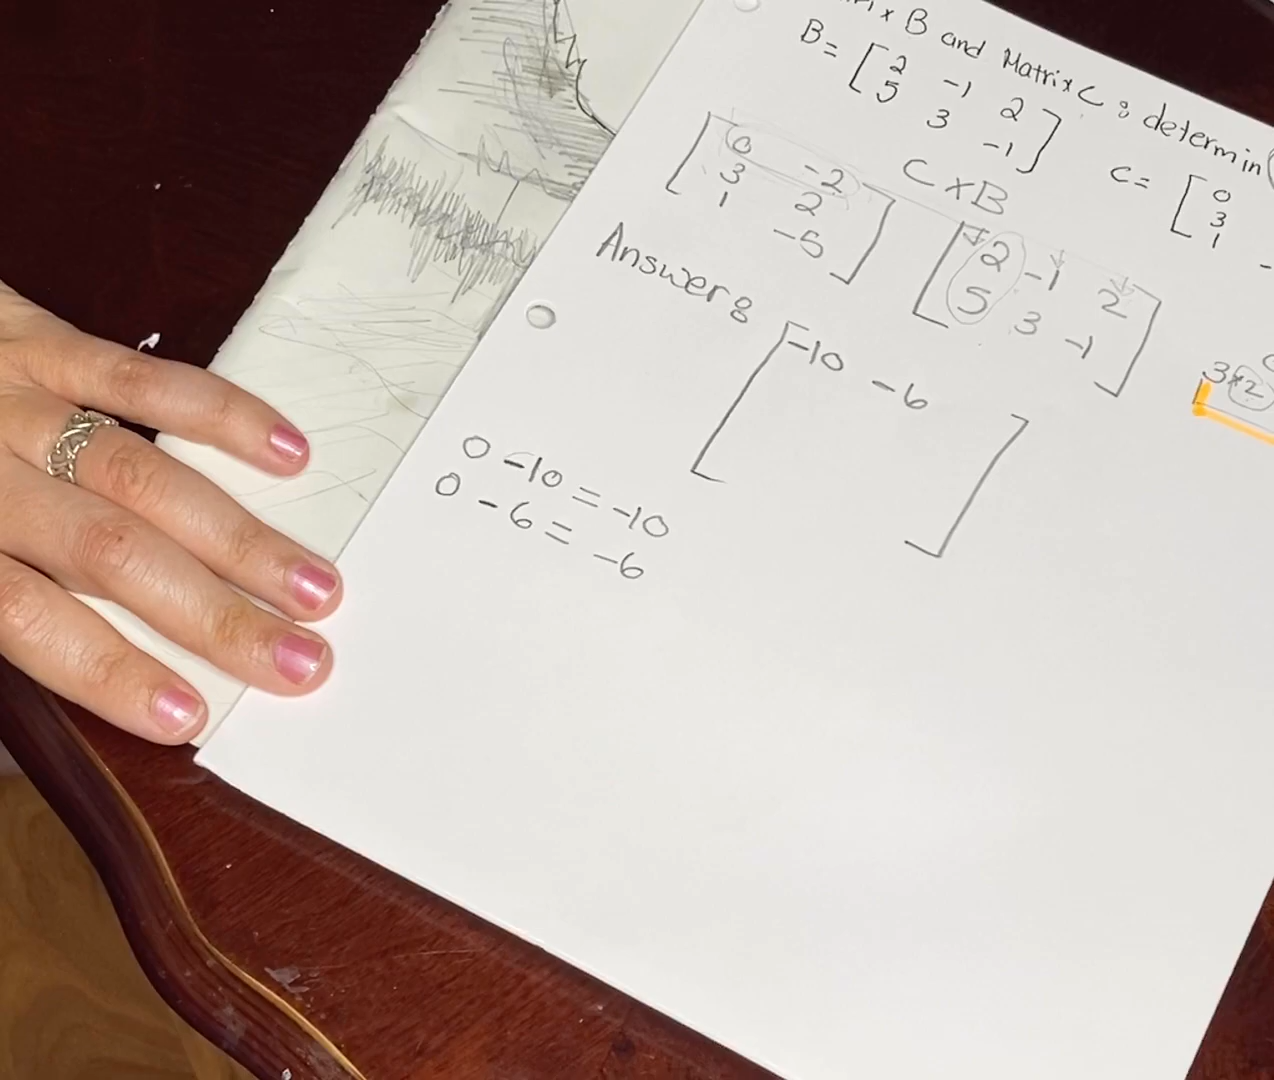 x B and Matrix C : determin
B = [ 2 -1 2
5 3 -1 ]
C = [ 0
3
1 -
C x B
[ 0 -2
3 2
1 -5 ]
[ 2 -1 2
5 3 -1 ]
3x2
Answer:
[ -10 -6 ]
0 - 10 = -10
0 - 6 = -6